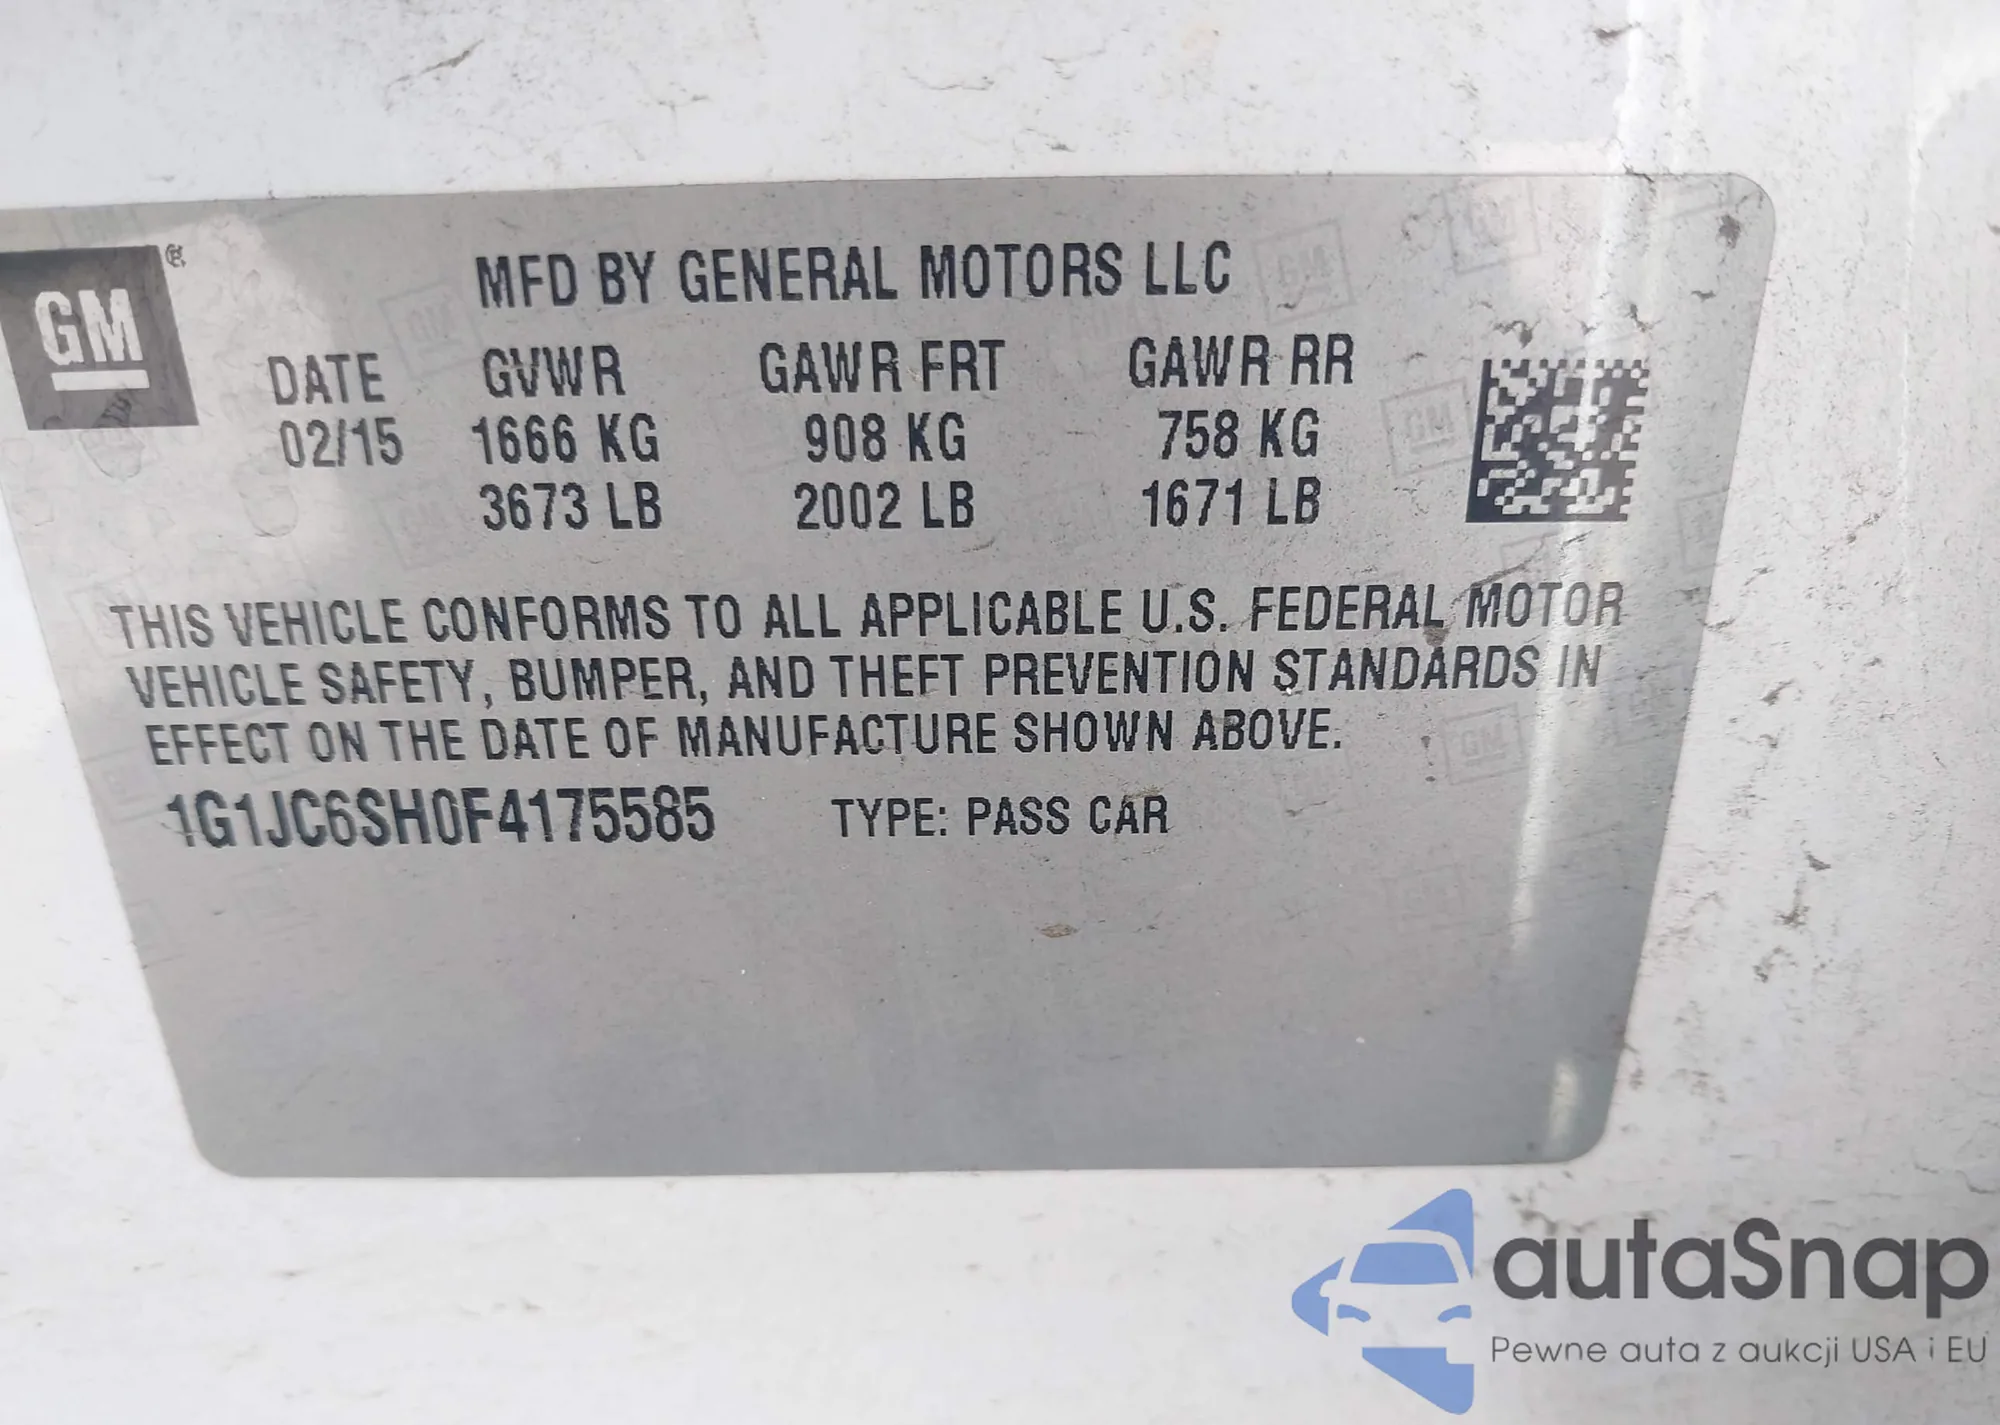 GM®
MFD BY GENERAL MOTORS LLC
DATE GVWR GAWR FRT GAWR RR
02/15 1666 KG 908 KG 758 KG
3673 LB 2002 LB 1671 LB
THIS VEHICLE CONFORMS TO ALL APPLICABLE U.S. FEDERAL MOTOR
VEHICLE SAFETY, BUMPER, AND THEFT PREVENTION STANDARDS IN
EFFECT ON THE DATE OF MANUFACTURE SHOWN ABOVE.
1G1JC6SH0F4175585 TYPE: PASS CAR
autaSnap
Pewne auta z aukcji USA i EU